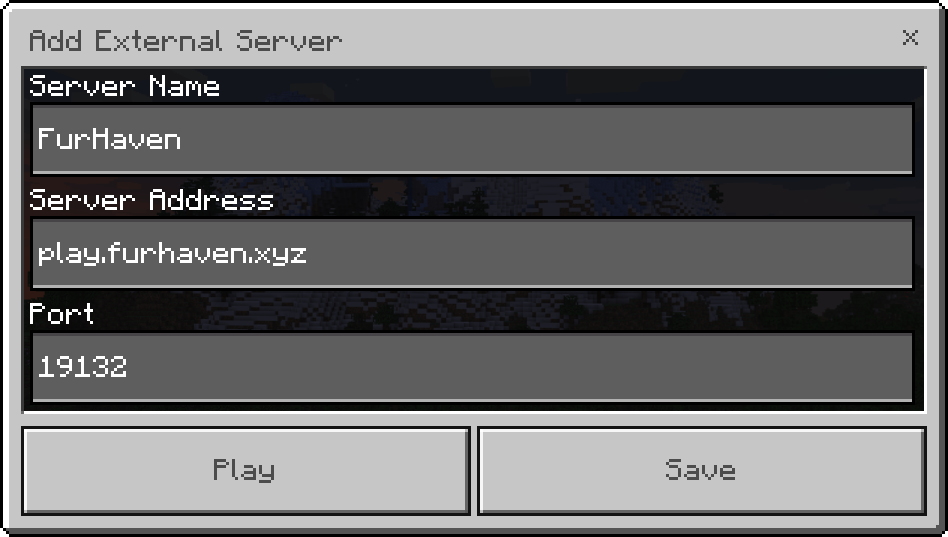 Add External Server
x
Server Name
FurHaven
Server Address
play.furhaven.xyz
Port
19132
Play
Save